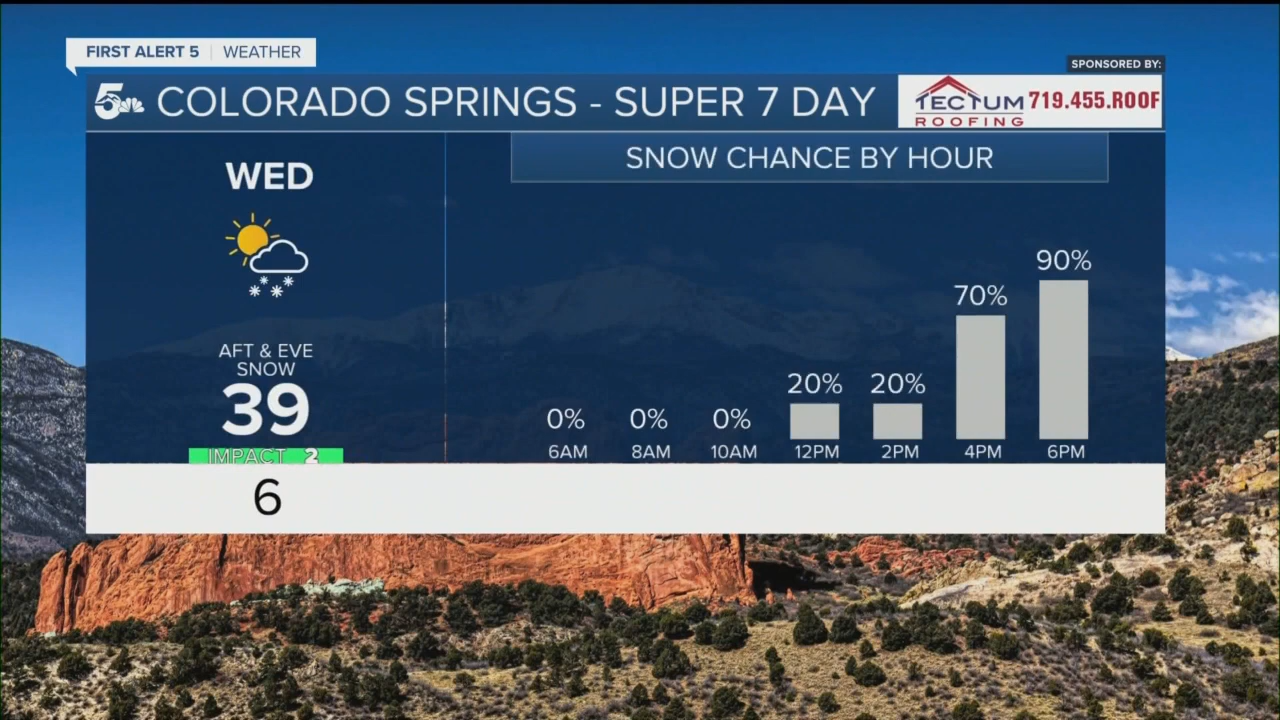 FIRST ALERT 5 | WEATHER
SPONSORED BY:
5 COLORADO SPRINGS - SUPER 7 DAY
TECTUM 719.455.ROOF
ROOFING
WED
SNOW CHANCE BY HOUR
90%
70%
AFT & EVE
SNOW
39
20% 20%
0% 0% 0%
6AM 8AM 10AM 12PM 2PM 4PM 6PM
IMPACT 2
6